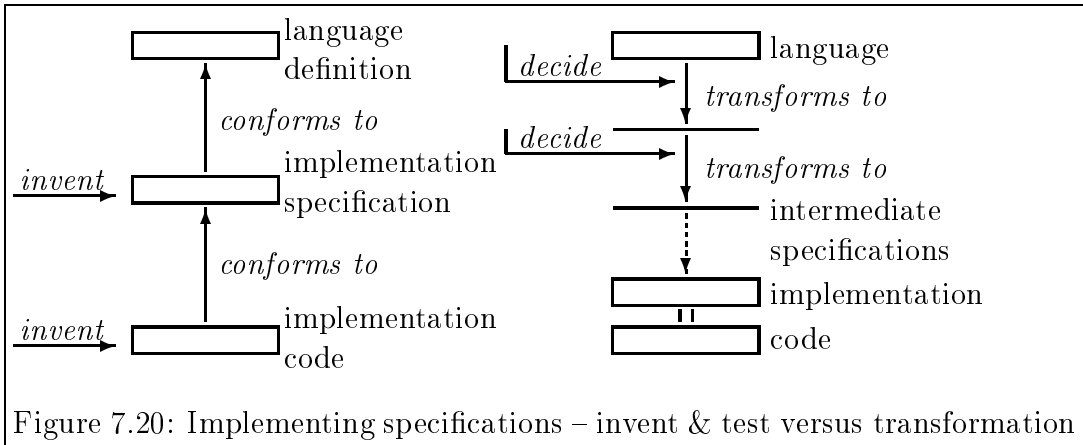 language
definition
conforms to
invent
implementation
specification
conforms to
invent
implementation
code
decide
language
transforms to
decide
transforms to
intermediate
specifications
implementation
code
Figure 7.20: Implementing specifications – invent & test versus transformation